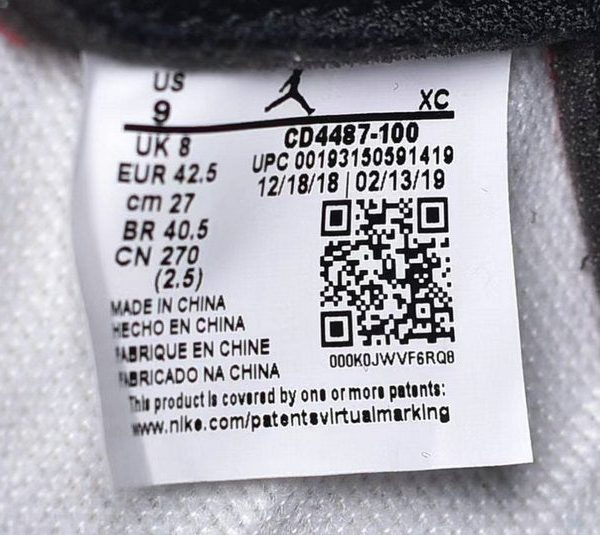 US
9
XC
UK 8
EUR 42.5
cm 27
BR 40.5
CN 270
(2.5)
CD4487-100
UPC 00193150591419
12/18/18 | 02/13/19
000K0JWVF6RQ8
MADE IN CHINA
HECHO EN CHINA
FABRIQUE EN CHINE
FABRICADO NA CHINA
This product is covered by one or more patents:
www.nike.com/patentsvirtualmarking